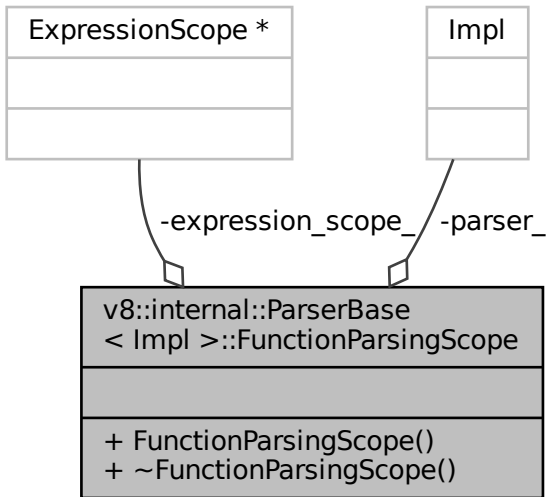 ExpressionScope *
Impl
-expression_scope_
-parser_
v8::internal::ParserBase
< Impl >::FunctionParsingScope
+ FunctionParsingScope()
+ ~FunctionParsingScope()